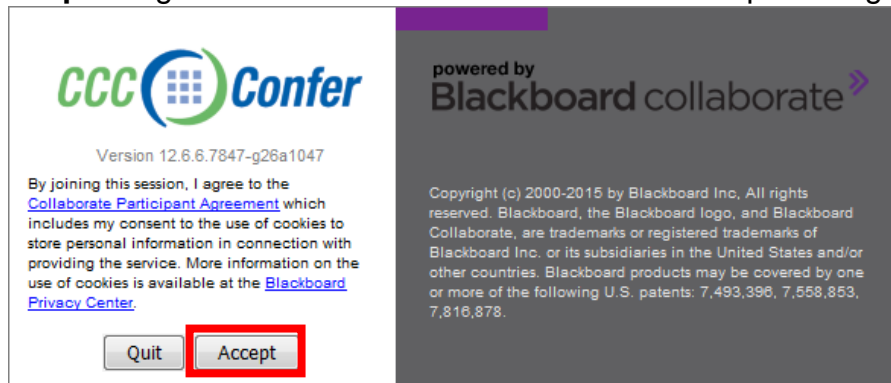 CCC Confer
Version 12.6.6.7847-g26a1047
By joining this session, I agree to the
Collaborate Participant Agreement which
includes my consent to the use of cookies to
store personal information in connection with
providing the service. More information on the
use of cookies is available at the Blackboard
Privacy Center.
Quit Accept
powered by
Blackboard collaborate
Copyright (c) 2000-2015 by Blackboard Inc, All rights
reserved. Blackboard, the Blackboard logo, and Blackboard
Collaborate, are trademarks or registered trademarks of
Blackboard Inc. or its subsidiaries in the United States and/or
other countries. Blackboard products may be covered by one
or more of the following U.S. patents: 7,493,396, 7,558,853,
7,816,878.